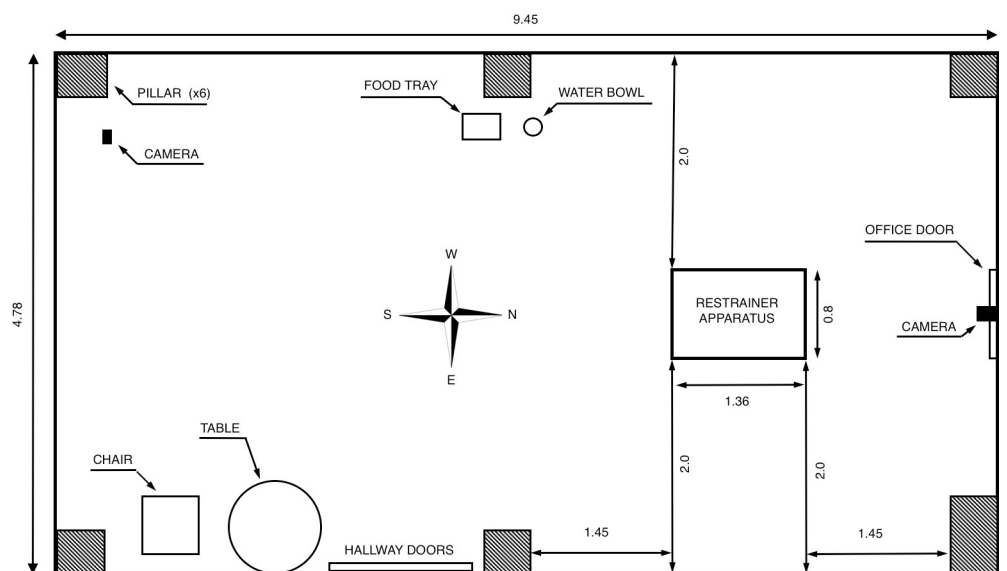 9.45
FOOD TRAY
WATER BOWL
PILLAR (x6)
CAMERA
2.0
OFFICE DOOR
W
S
N
E
4.78
RESTRAINER
APPARATUS
0.8
CAMERA
1.36
TABLE
CHAIR
2.0
2.0
HALLWAY DOORS
1.45
1.45